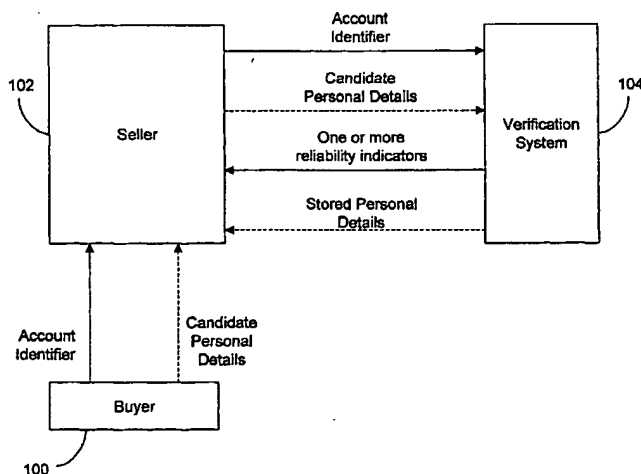 Account
Identifier
102
Candidate
Personal Details
104
Seller
One or more
reliability indicators
Verification
System
Stored Personal
Details
Account
Identifier
Candidate
Personal
Details
Buyer
100